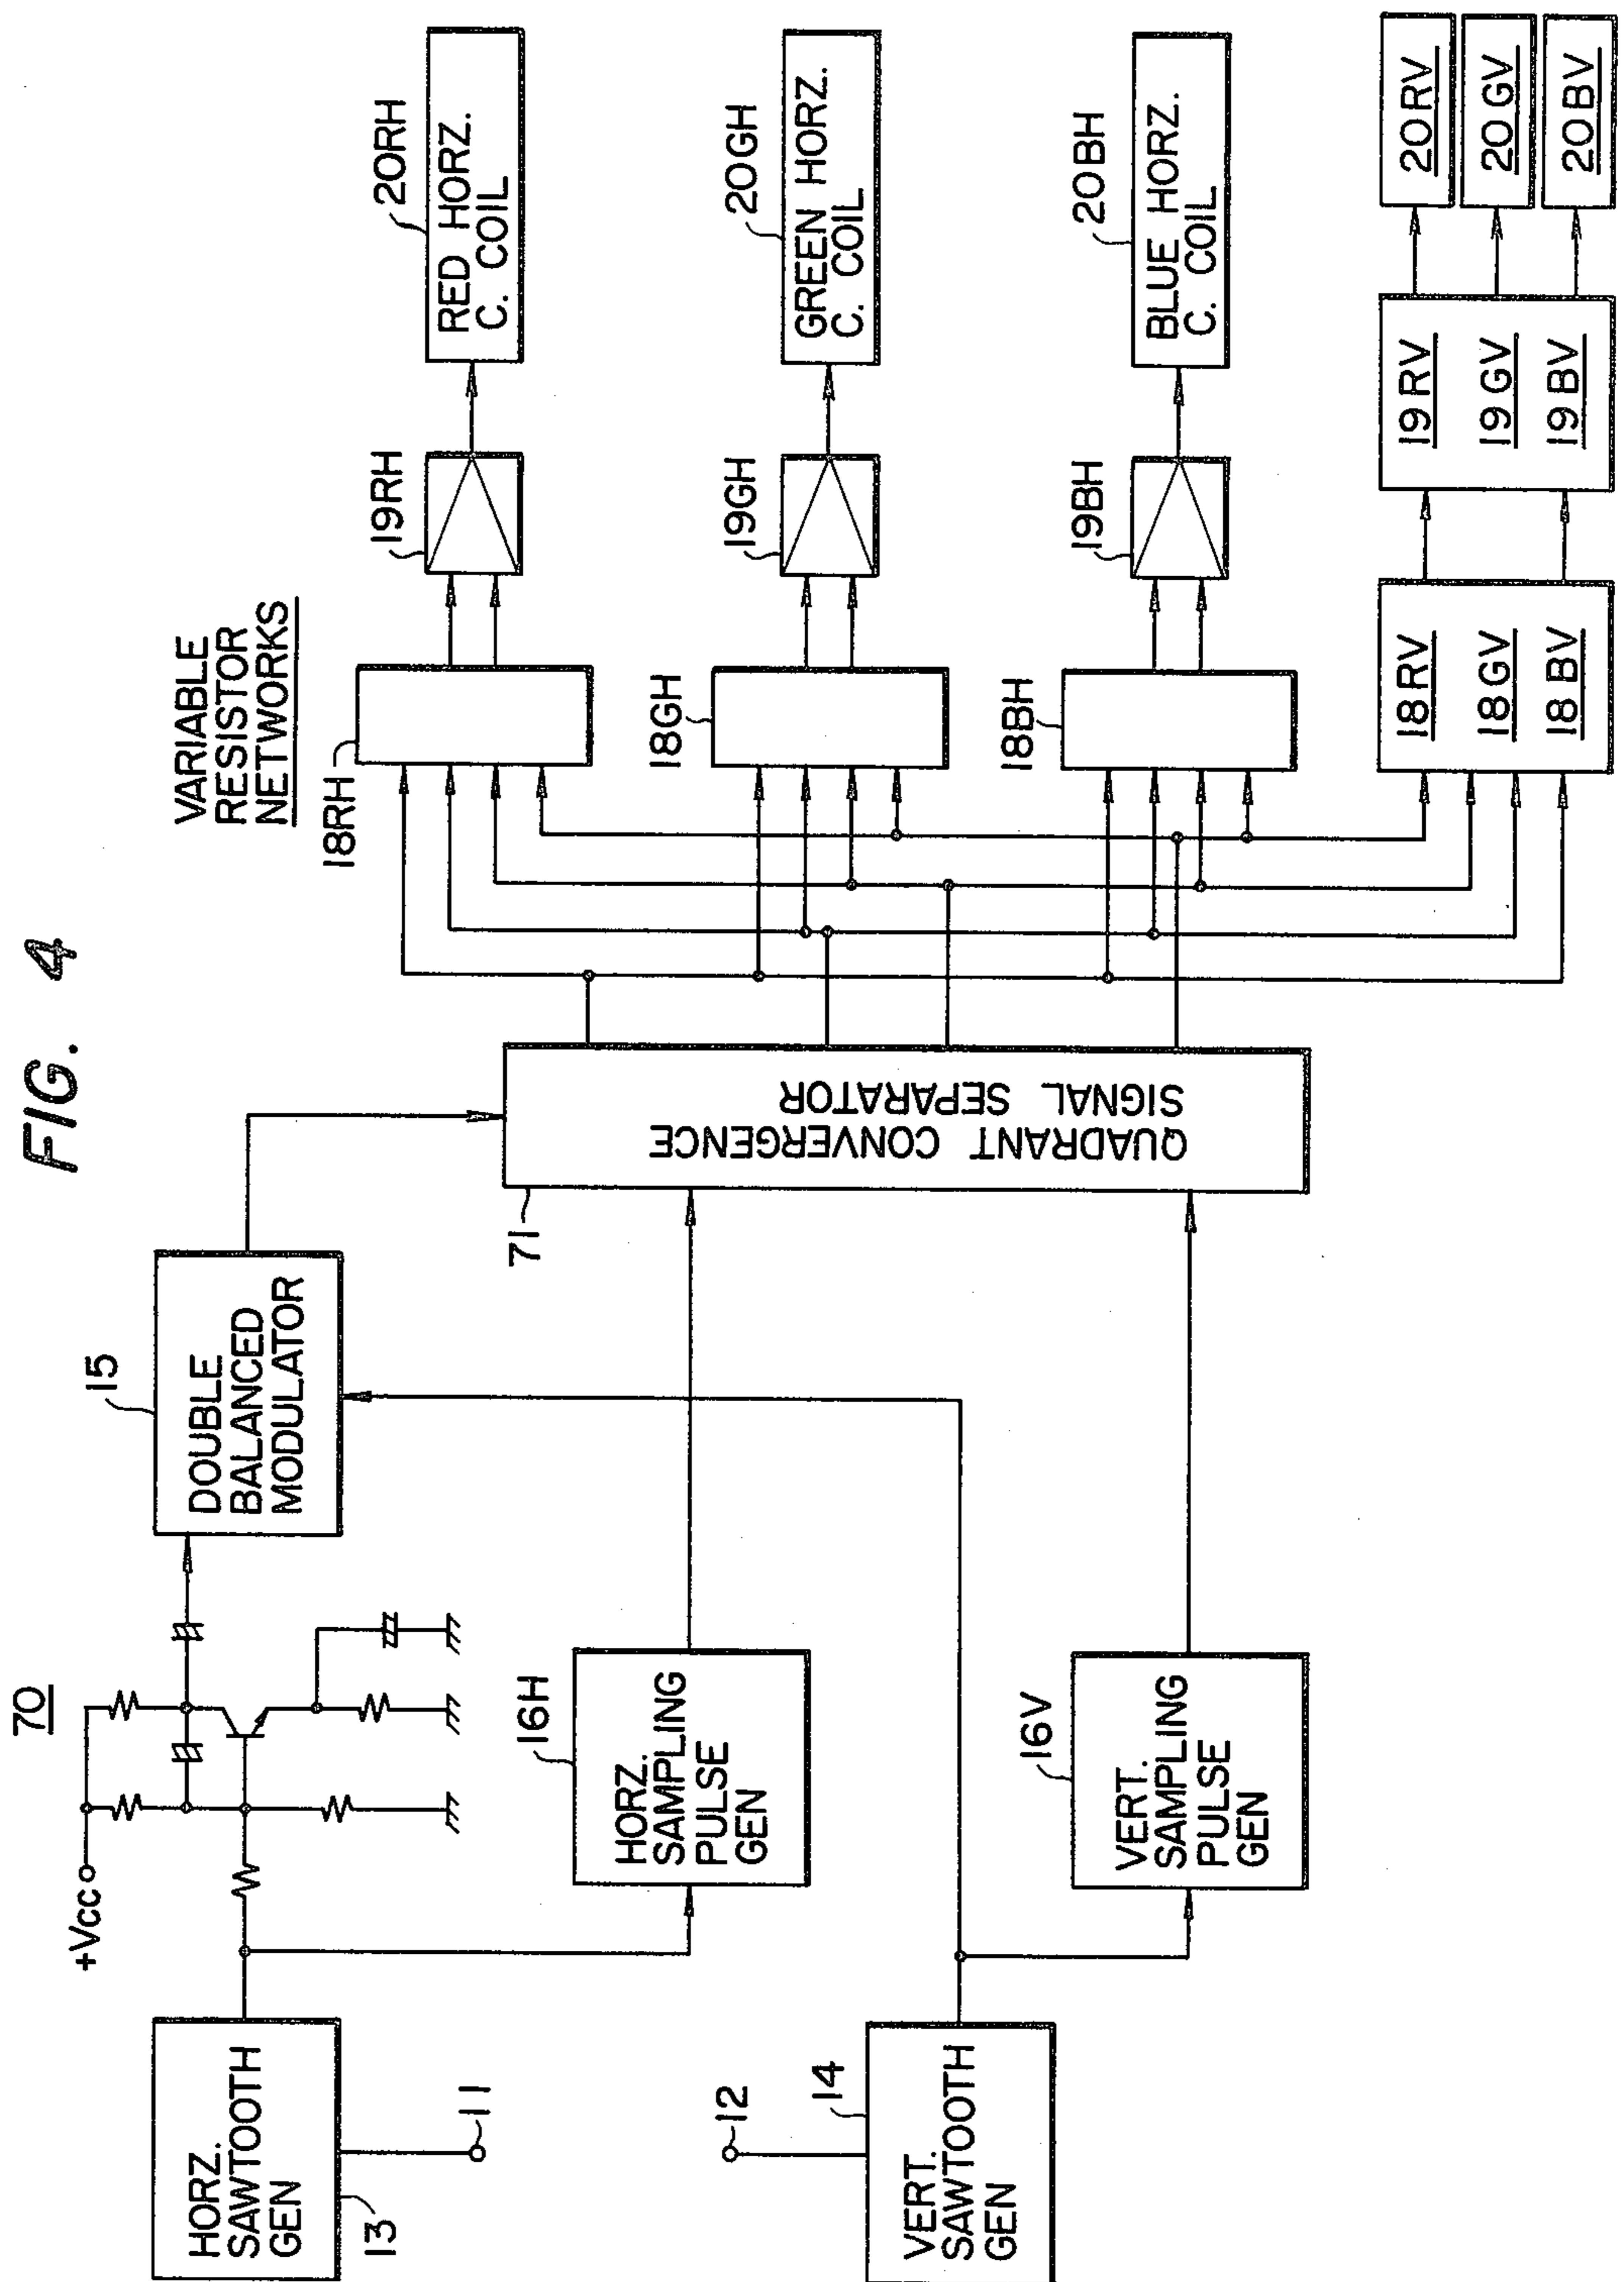 FIG. 4
70
+Vcc
HORZ.
SAWTOOTH
GEN
13
11
12
14
VERT.
SAWTOOTH
GEN
15
DOUBLE
BALANCED
MODULATOR
16H
HORZ.
SAMPLING
PULSE
GEN
16V
VERT.
SAMPLING
PULSE
GEN
71
QUADRANT CONVERGENCE
SIGNAL SEPARATOR
VARIABLE
RESISTOR
NETWORKS
18RH
19RH
20RH
RED HORZ.
C. COIL
18GH
19GH
20GH
GREEN HORZ.
C. COIL
18BH
19BH
20BH
BLUE HORZ.
C. COIL
18RV
18GV
18BV
19RV
19GV
19BV
20RV
20GV
20BV